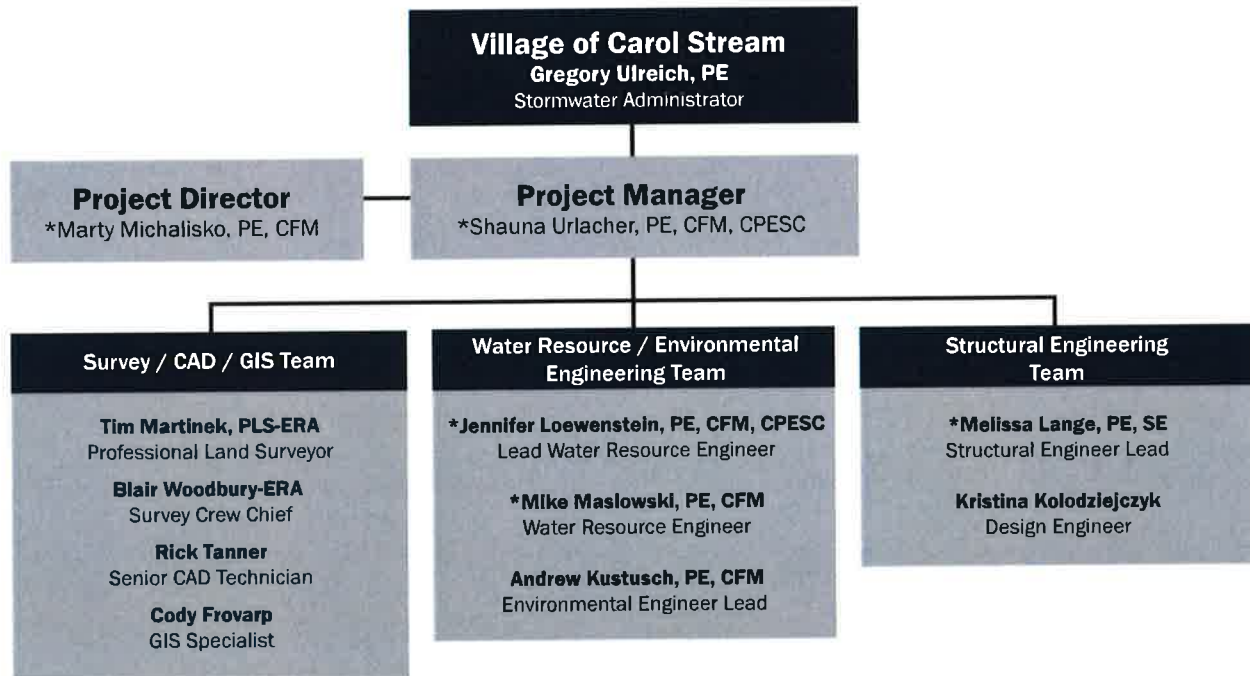 Village of Carol Stream
Gregory Ulreich, PE
Stormwater Administrator
Project Director
*Marty Michalisko, PE, CFM
Project Manager
*Shauna Urlacher, PE, CFM, CPESC
Survey / CAD / GIS Team
Tim Martinek, PLS-ERA
Professional Land Surveyor
Blair Woodbury-ERA
Survey Crew Chief
Rick Tanner
Senior CAD Technician
Cody Frovarp
GIS Specialist
Water Resource / Environmental
Engineering Team
*Jennifer Loewenstein, PE, CFM, CPESC
Lead Water Resource Engineer
*Mike Maslowski, PE, CFM
Water Resource Engineer
Andrew Kustusch, PE, CFM
Environmental Engineer Lead
Structural Engineering
Team
*Melissa Lange, PE, SE
Structural Engineer Lead
Kristina Kolodziejczyk
Design Engineer